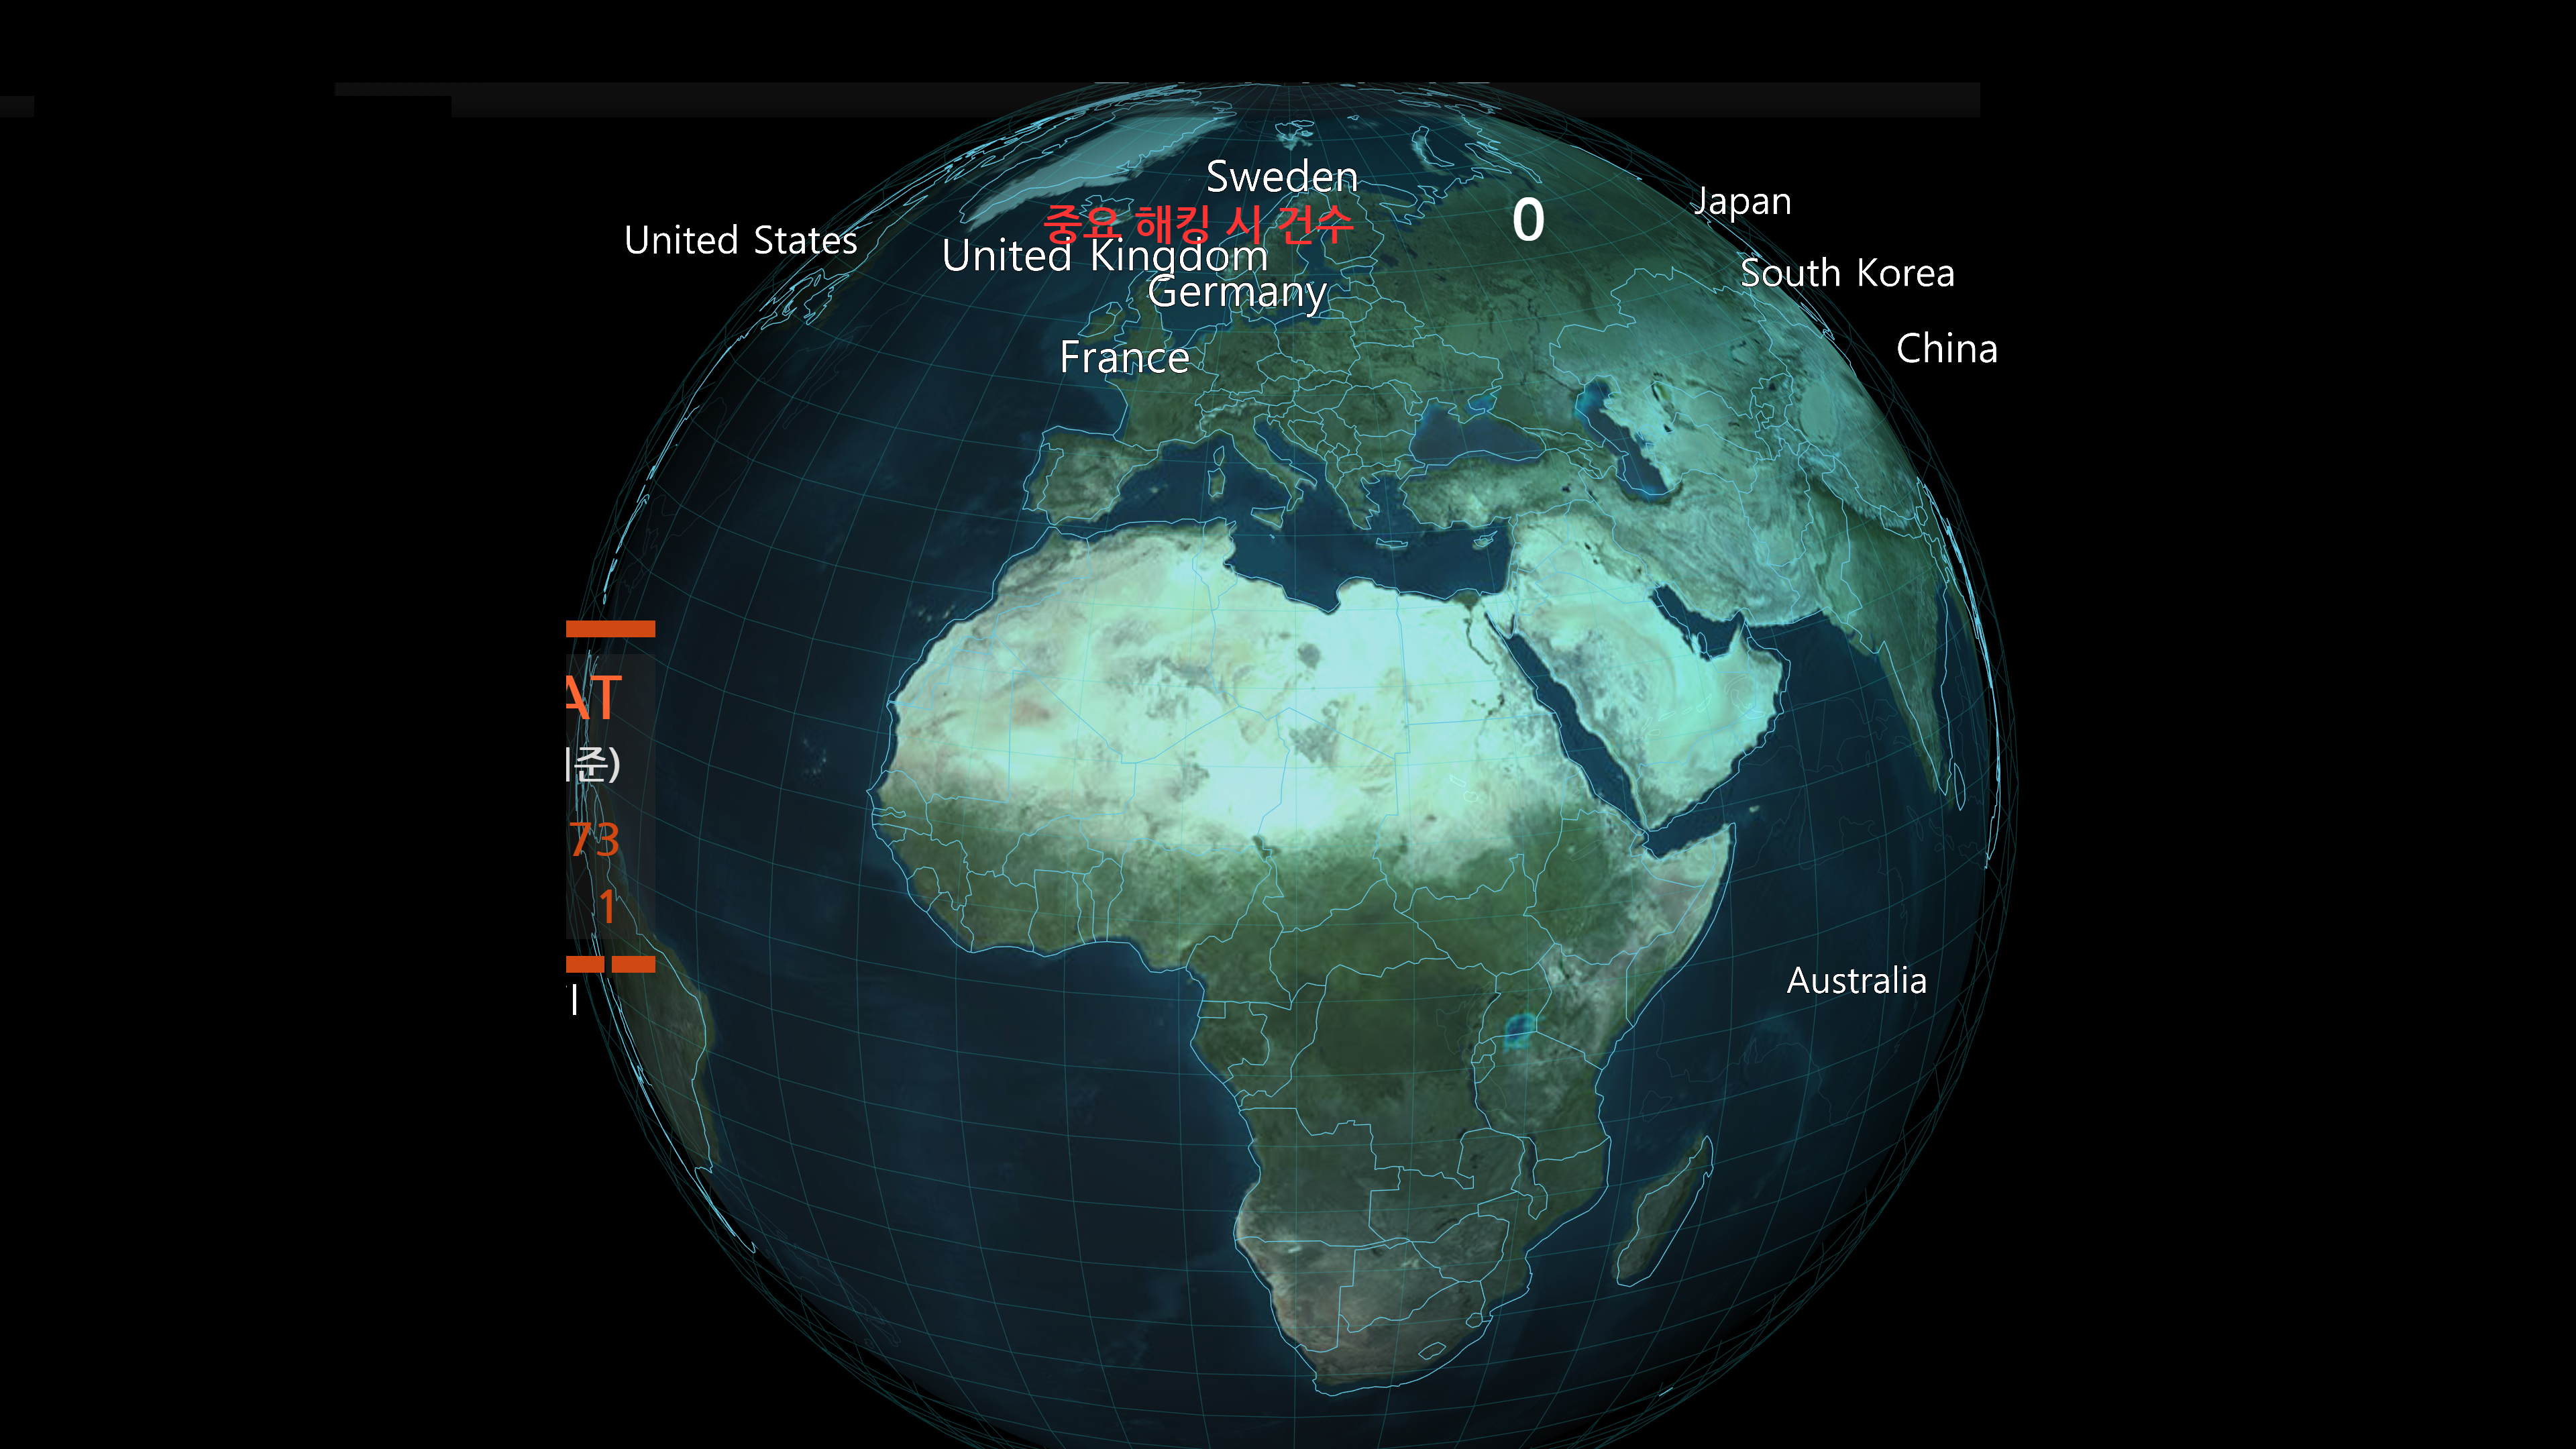 Sweden
Japan
중요 해킹 시 건수 0
United States
United Kingdom
South Korea
Germany
China
France
AT
준)
73
1
Australia